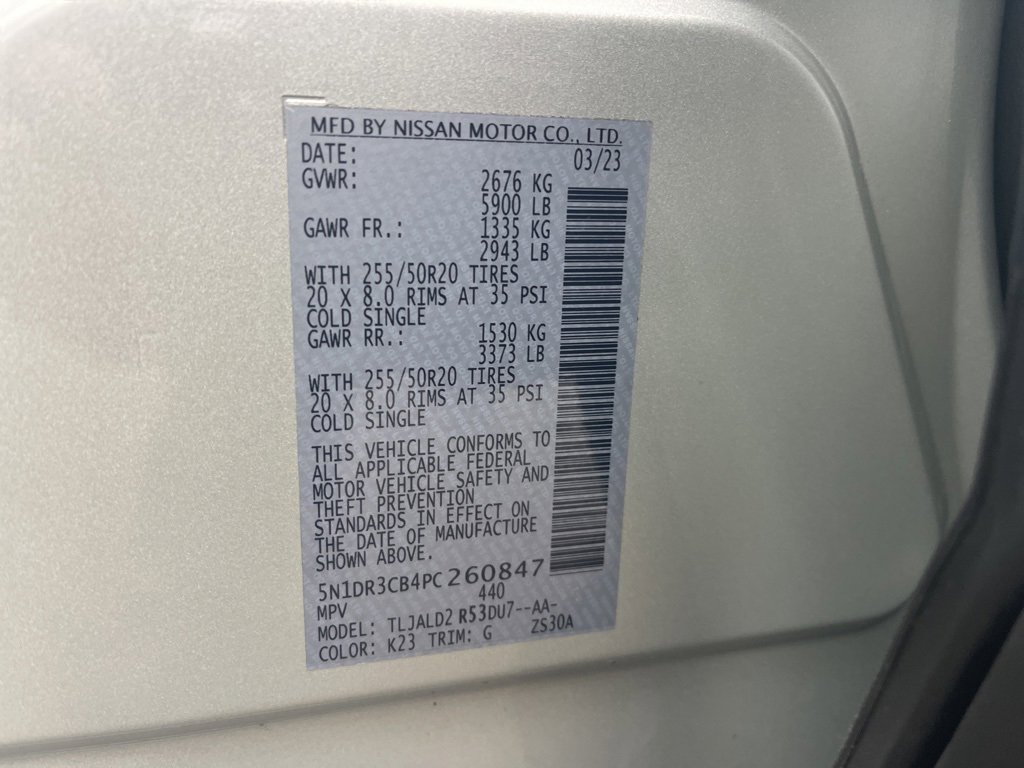 MFD BY NISSAN MOTOR CO., LTD.
DATE: 03/23
GVWR: 2676 KG
5900 LB
GAWR FR.: 1335 KG
2943 LB
WITH 255/50R20 TIRES
20 X 8.0 RIMS AT 35 PSI
COLD SINGLE
GAWR RR.: 1530 KG
3373 LB
WITH 255/50R20 TIRES
20 X 8.0 RIMS AT 35 PSI
COLD SINGLE
THIS VEHICLE CONFORMS TO
ALL APPLICABLE FEDERAL
MOTOR VEHICLE SAFETY AND
THEFT PREVENTION
STANDARDS IN EFFECT ON
THE DATE OF MANUFACTURE
SHOWN ABOVE.
5N1DR3CB4PC260847
MPV 440
MODEL: TLJALD2 R53DU7--AA-
COLOR: K23 TRIM: G ZS30A